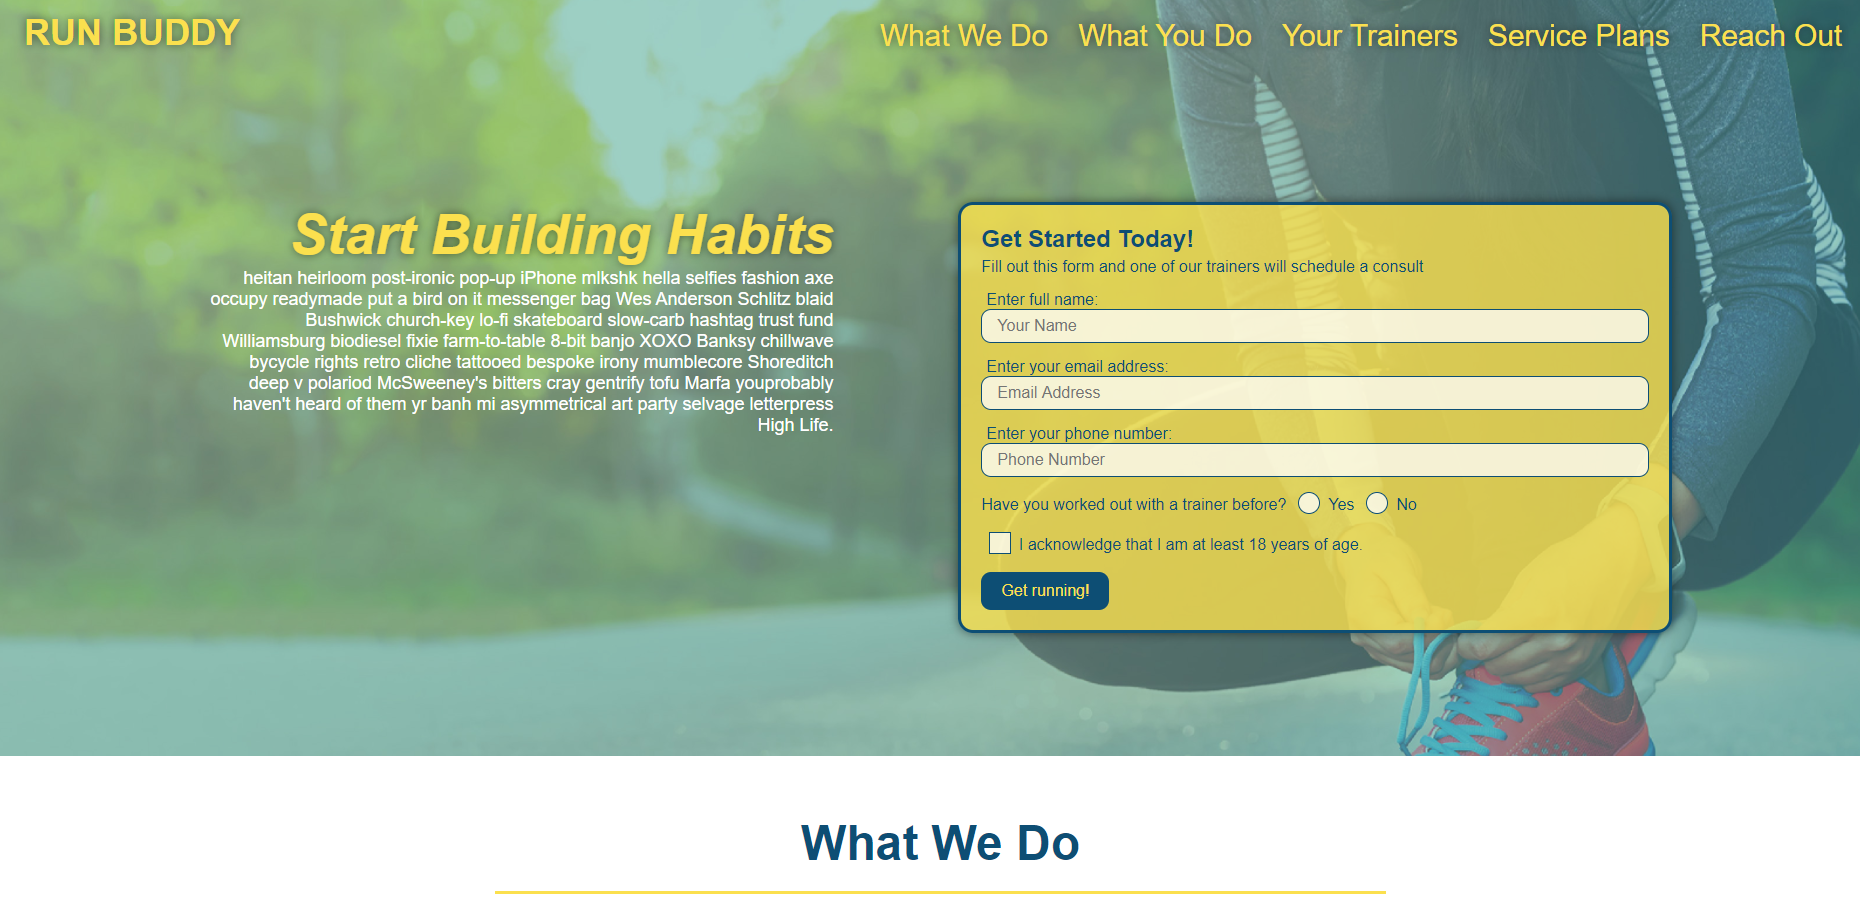 RUN BUDDY
What We Do What You Do Your Trainers Service Plans Reach Out
Start Building Habits
heitan heirloom post-ironic pop-up iPhone mlkshk hella selfies fashion axe
occupy readymade put a bird on it messenger bag Wes Anderson Schlitz blaid
Bushwick church-key lo-fi skateboard slow-carb hashtag trust fund
Williamsburg biodiesel fixie farm-to-table 8-bit banjo XOXO Banksy chillwave
bycycle rights retro cliche tattooed bespoke irony mumblecore Shoreditch
deep v polariod McSweeney's bitters cray gentrify tofu Marfa youprobably
haven't heard of them yr banh mi asymmetrical art party selvage letterpress
High Life.
Get Started Today!
Fill out this form and one of our trainers will schedule a consult
Enter full name:
Your Name
Enter your email address:
Email Address
Enter your phone number:
Phone Number
Have you worked out with a trainer before? Yes No
I acknowledge that I am at least 18 years of age.
Get running!
What We Do